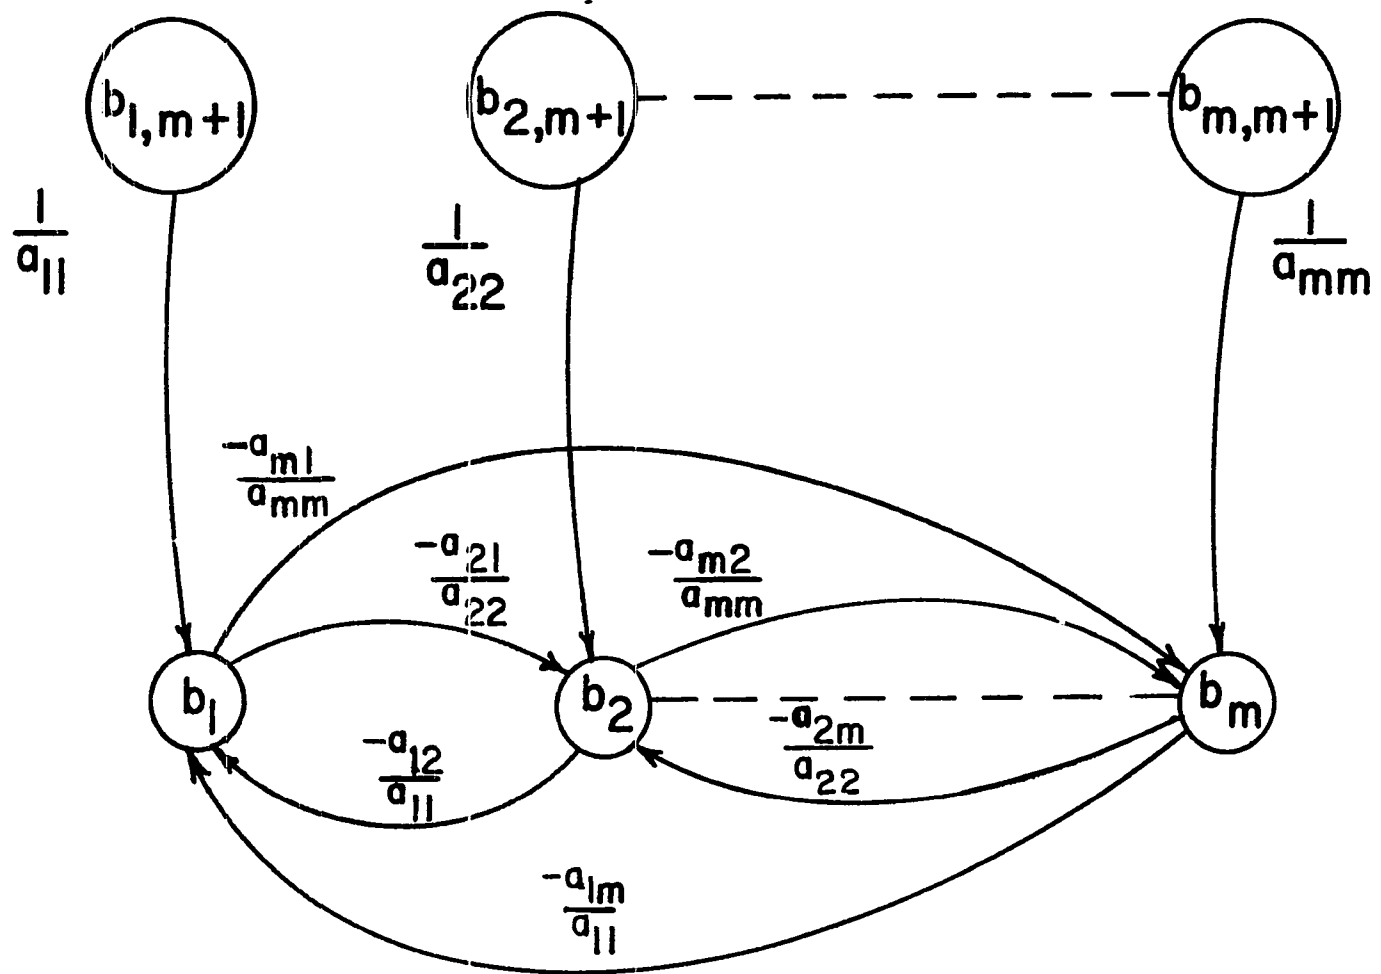 b1,m+1
b2,m+1
bm,m+1
1
a11
1
a22
1
amm
-am1
amm
-a21
a22
-am2
amm
b1
b2
bm
-a12
a11
-a2m
a22
-a1m
a11